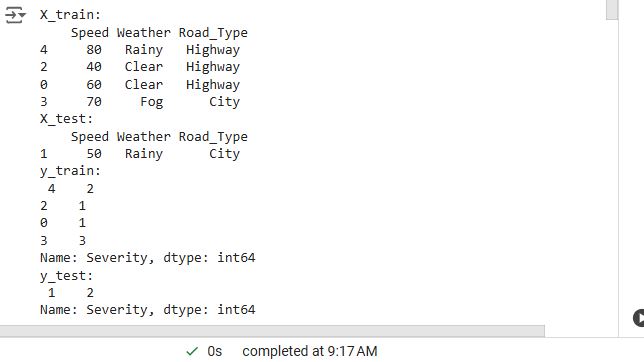 X_train:
Speed Weather Road_Type
4 80 Rainy Highway
2 40 Clear Highway
0 60 Clear Highway
3 70 Fog City
X_test:
Speed Weather Road_Type
1 50 Rainy City
y_train:
4 2
2 1
0 1
3 3
Name: Severity, dtype: int64
y_test:
1 2
Name: Severity, dtype: int64
0s completed at 9:17 AM